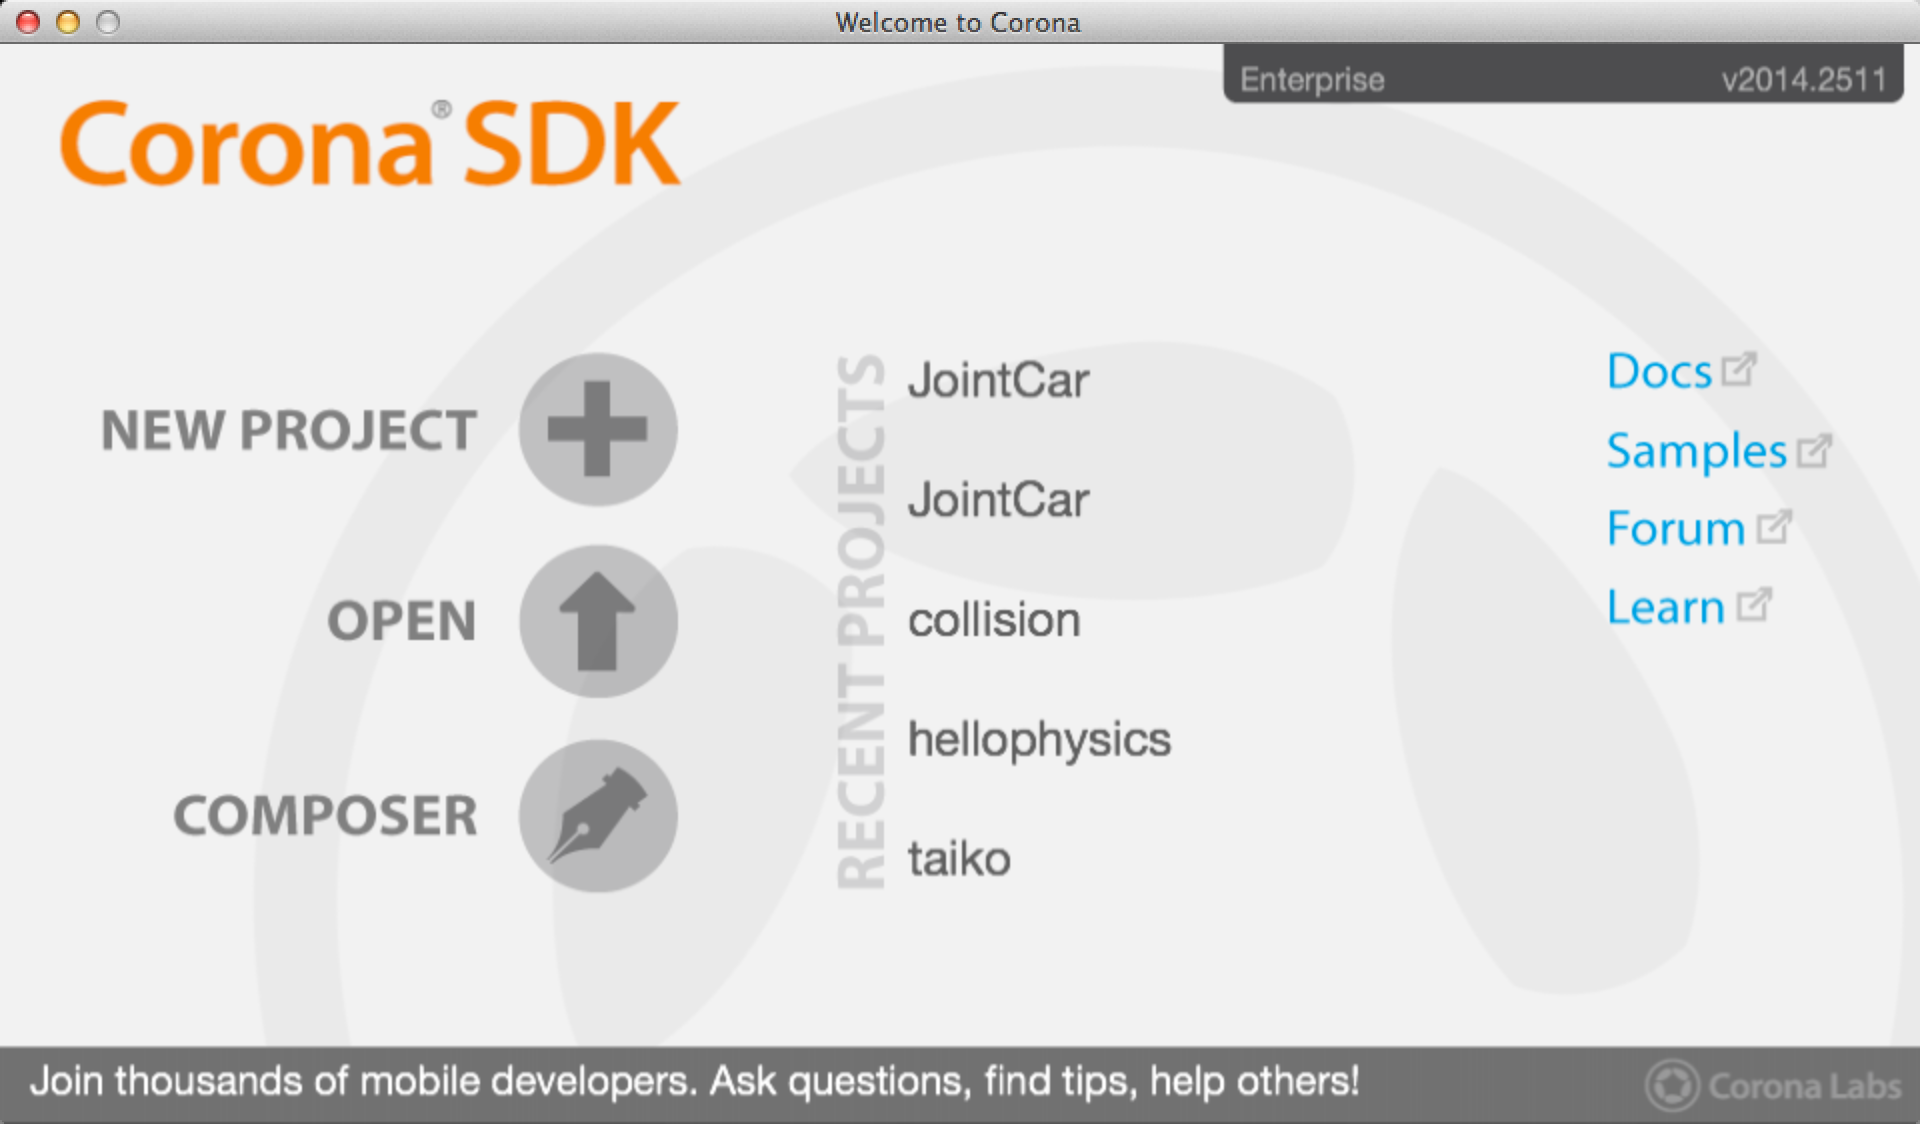 Welcome to Corona
Enterprise v2014.2511
Corona® SDK
NEW PROJECT
OPEN
COMPOSER
RECENT PROJECTS
JointCar
JointCar
collision
hellophysics
taiko
Docs
Samples
Forum
Learn
Join thousands of mobile developers. Ask questions, find tips, help others!
Corona Labs